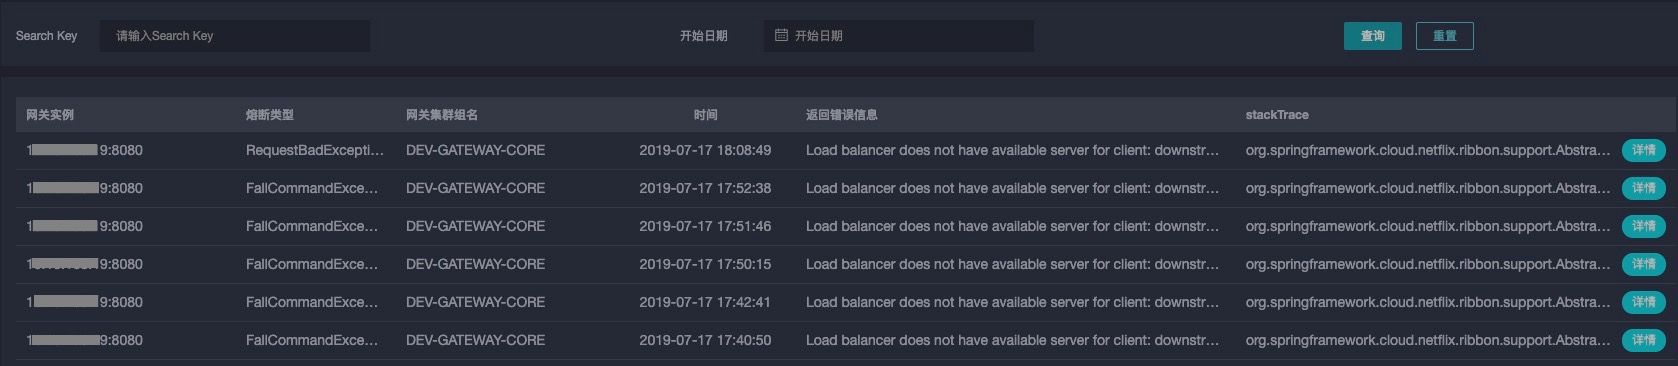 Search Key 请输入Search Key 开始日期 开始日期 查询 重置
网关实例 熔断类型 网关集群组名 时间 返回错误信息 stackTrace
1 9:8080 RequestBadExcepti... DEV-GATEWAY-CORE 2019-07-17 18:08:49 Load balancer does not have available server for client: downstr... org.springframework.cloud.netflix.ribbon.support.Abstra... 详情
1 9:8080 FallCommandExce... DEV-GATEWAY-CORE 2019-07-17 17:52:38 Load balancer does not have available server for client: downstr... org.springframework.cloud.netflix.ribbon.support.Abstra... 详情
1 9:8080 FallCommandExce... DEV-GATEWAY-CORE 2019-07-17 17:51:46 Load balancer does not have available server for client: downstr... org.springframework.cloud.netflix.ribbon.support.Abstra... 详情
1 9:8080 FallCommandExce... DEV-GATEWAY-CORE 2019-07-17 17:50:15 Load balancer does not have available server for client: downstr... org.springframework.cloud.netflix.ribbon.support.Abstra... 详情
1 9:8080 FallCommandExce... DEV-GATEWAY-CORE 2019-07-17 17:42:41 Load balancer does not have available server for client: downstr... org.springframework.cloud.netflix.ribbon.support.Abstra... 详情
1 9:8080 FallCommandExce... DEV-GATEWAY-CORE 2019-07-17 17:40:50 Load balancer does not have available server for client: downstr... org.springframework.cloud.netflix.ribbon.support.Abstra... 详情